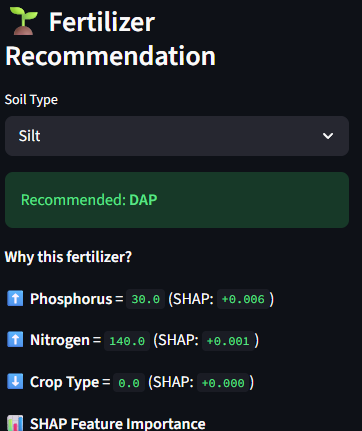 Fertilizer
Recommendation
Soil Type
Silt
Recommended: DAP
Why this fertilizer?
Phosphorus = 30.0 (SHAP: +0.006 )
Nitrogen = 140.0 (SHAP: +0.001 )
Crop Type = 0.0 (SHAP: +0.000 )
SHAP Feature Importance